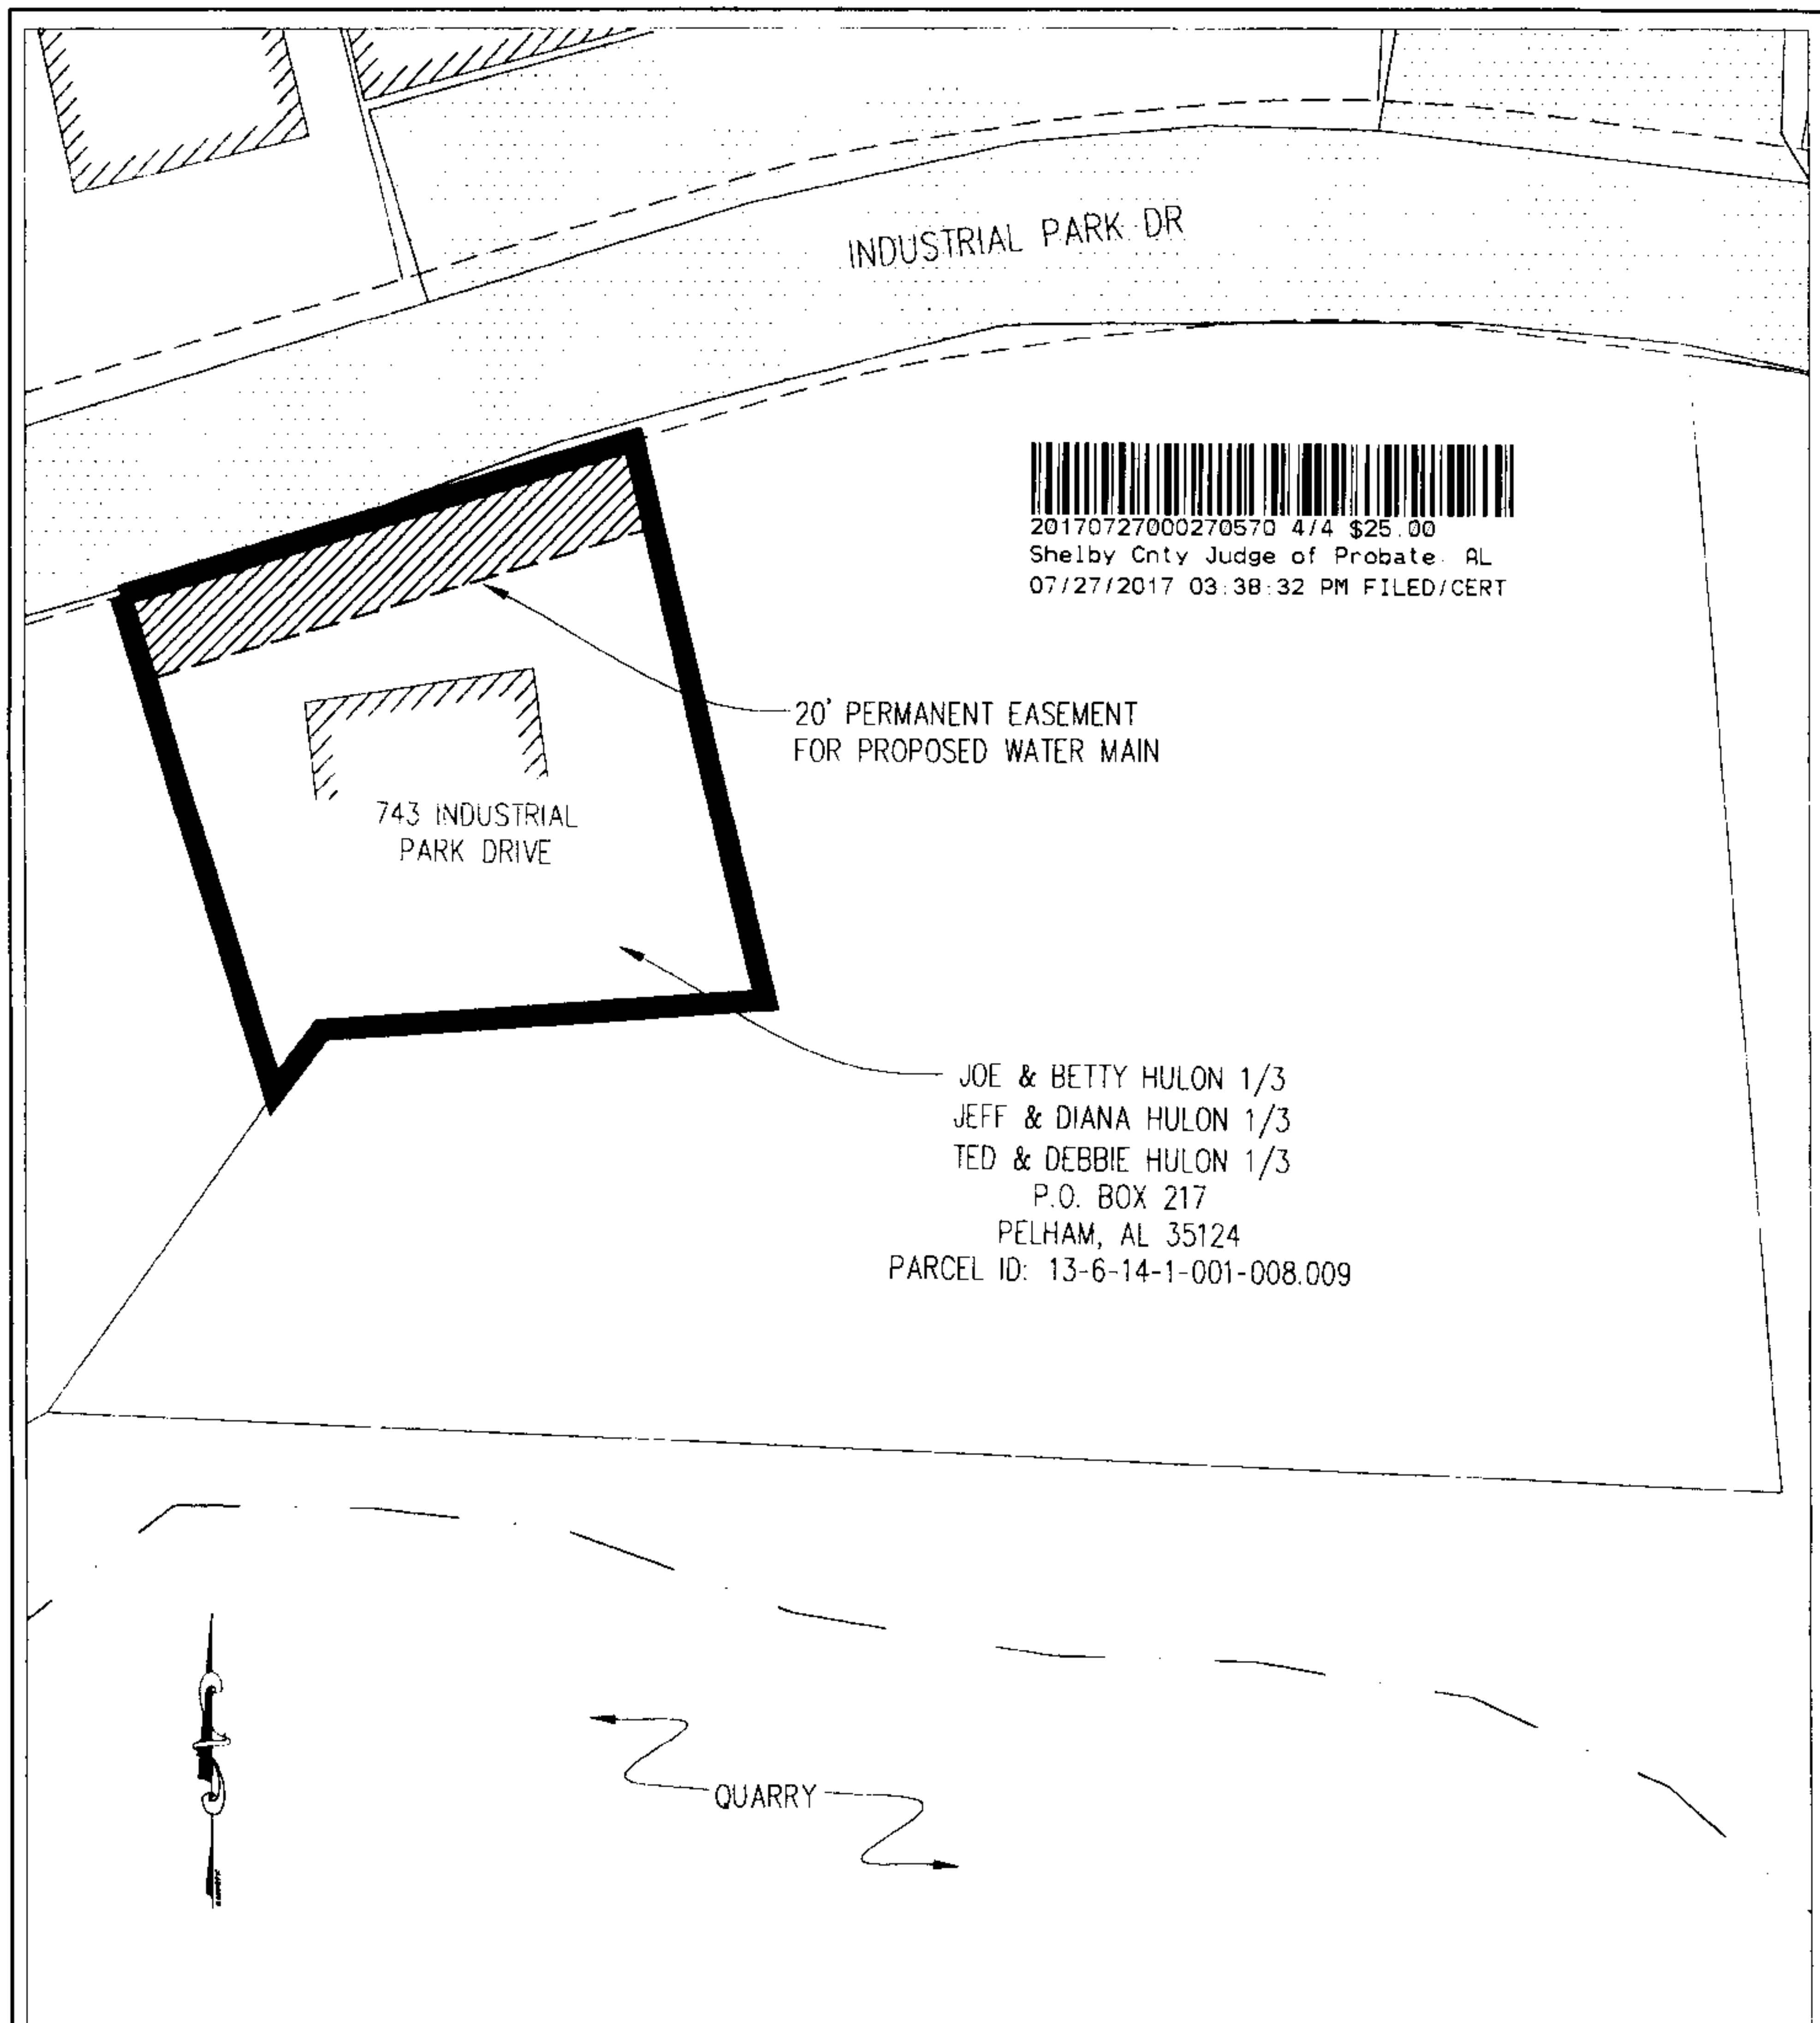 INDUSTRIAL PARK DR
20170727000270570 4/4 $25.00
Shelby Cnty Judge of Probate, AL
07/27/2017 03:38:32 PM FILED/CERT
20' PERMANENT EASEMENT
FOR PROPOSED WATER MAIN
743 INDUSTRIAL
PARK DRIVE
JOE & BETTY HULON 1/3
JEFF & DIANA HULON 1/3
TED & DEBBIE HULON 1/3
P.O. BOX 217
PELHAM, AL 35124
PARCEL ID: 13-6-14-1-001-008.009
QUARRY